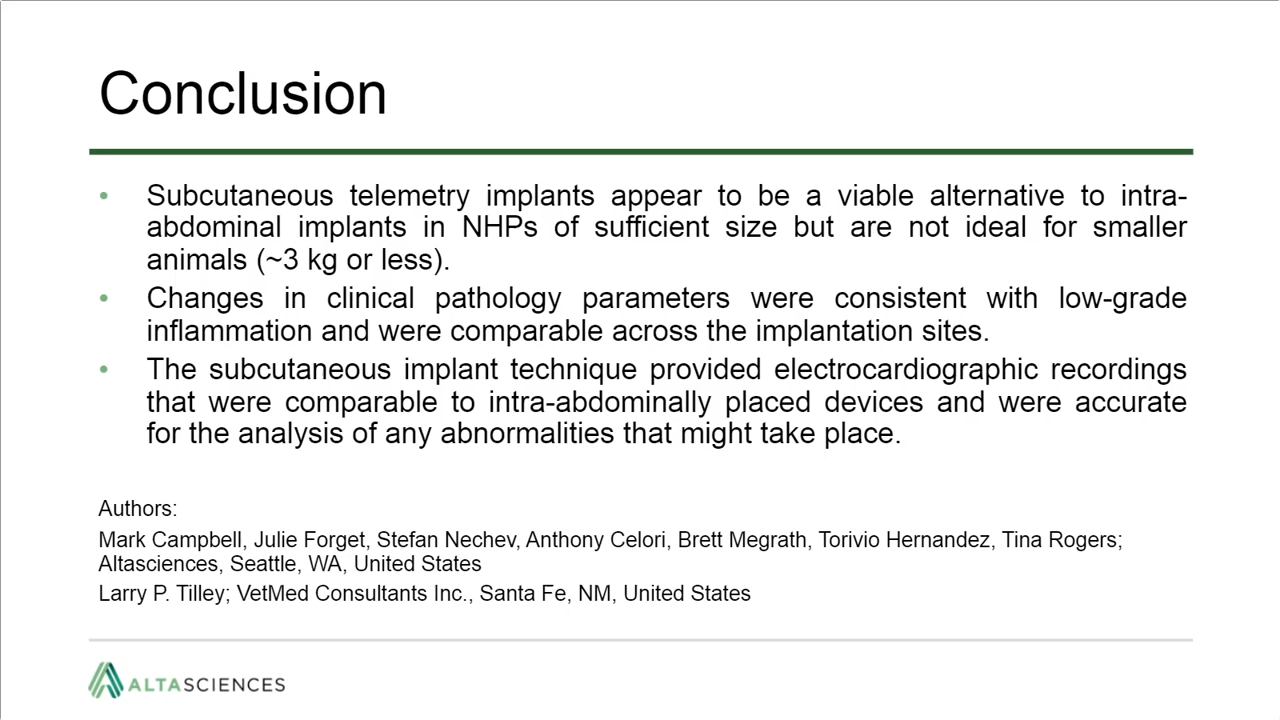 Conclusion
• Subcutaneous telemetry implants appear to be a viable alternative to intra-
abdominal implants in NHPs of sufficient size but are not ideal for smaller
animals (~3 kg or less).
• Changes in clinical pathology parameters were consistent with low-grade
inflammation and were comparable across the implantation sites.
• The subcutaneous implant technique provided electrocardiographic recordings
that were comparable to intra-abdominally placed devices and were accurate
for the analysis of any abnormalities that might take place.
Authors:
Mark Campbell, Julie Forget, Stefan Nechev, Anthony Celori, Brett Megrath, Torivio Hernandez, Tina Rogers;
Altasciences, Seattle, WA, United States
Larry P. Tilley; VetMed Consultants Inc., Santa Fe, NM, United States
ALTASCIENCES